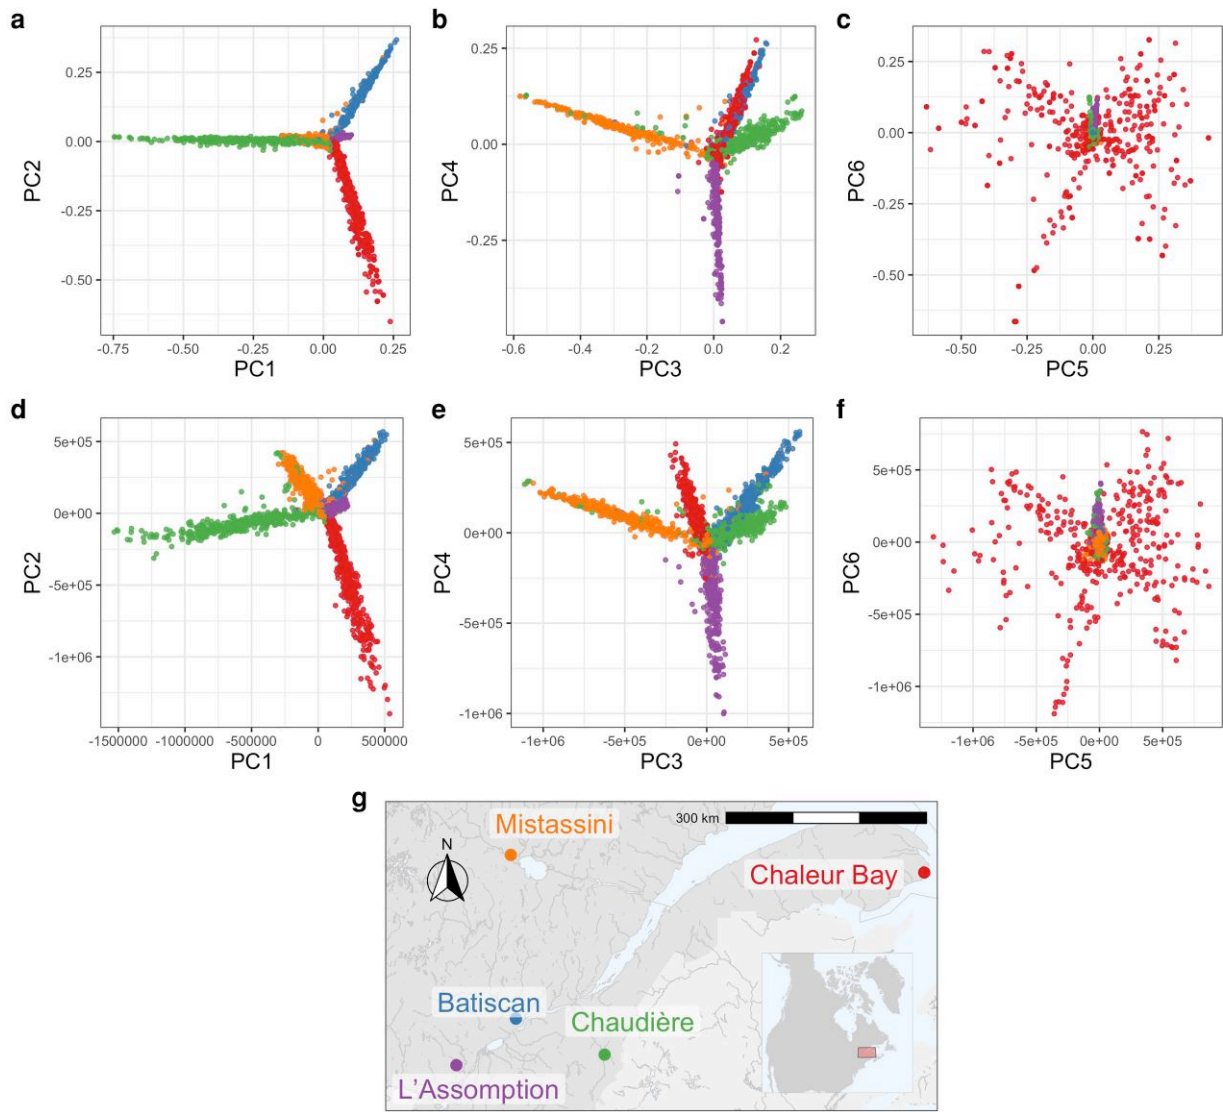 a
0.25
0.00
-0.25
-0.50
PC2
-0.75
-0.50
-0.25
0.00
0.25
PC1
b
0.25
0.00
-0.25
PC4
-0.6
-0.4
-0.2
0.0
0.2
PC3
c
0.25
0.00
-0.25
-0.50
PC6
-0.50
-0.25
0.00
0.25
PC5
d
5e+05
0e+00
-5e+05
-1e+06
PC2
-1500000
-1000000
-500000
0
500000
PC1
e
5e+05
0e+00
-5e+05
-1e+06
PC4
-1e+06
-5e+05
0e+00
5e+05
PC3
f
5e+05
0e+00
-5e+05
-1e+06
PC6
-1e+06
-5e+05
0e+00
5e+05
PC5
g
300 km
Mistassini
N
Chaleur Bay
Batiscan
Chaudière
L'Assomption